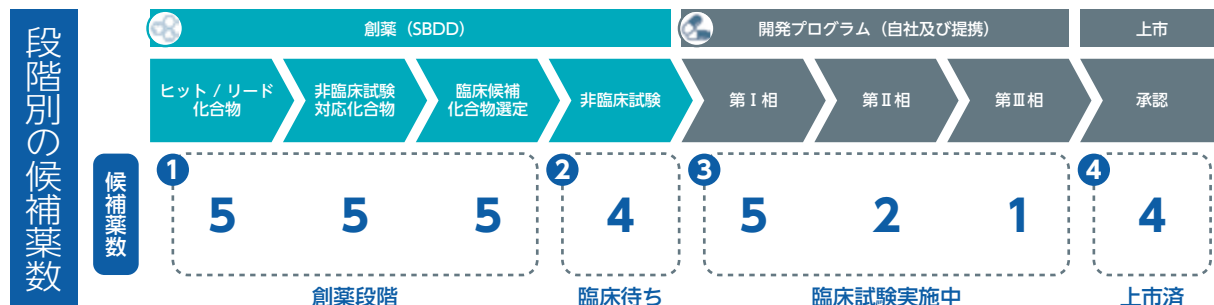 段階別の候補薬数
創薬（SBDD）
開発プログラム（自社及び提携）
上市
ヒット / リード
化合物
非臨床試験
対応化合物
臨床候補
化合物選定
非臨床試験
第Ⅰ相
第Ⅱ相
第Ⅲ相
承認
候補薬数
1
5
5
5
創薬段階
2
4
臨床待ち
3
5
2
1
臨床試験実施中
4
4
上市済